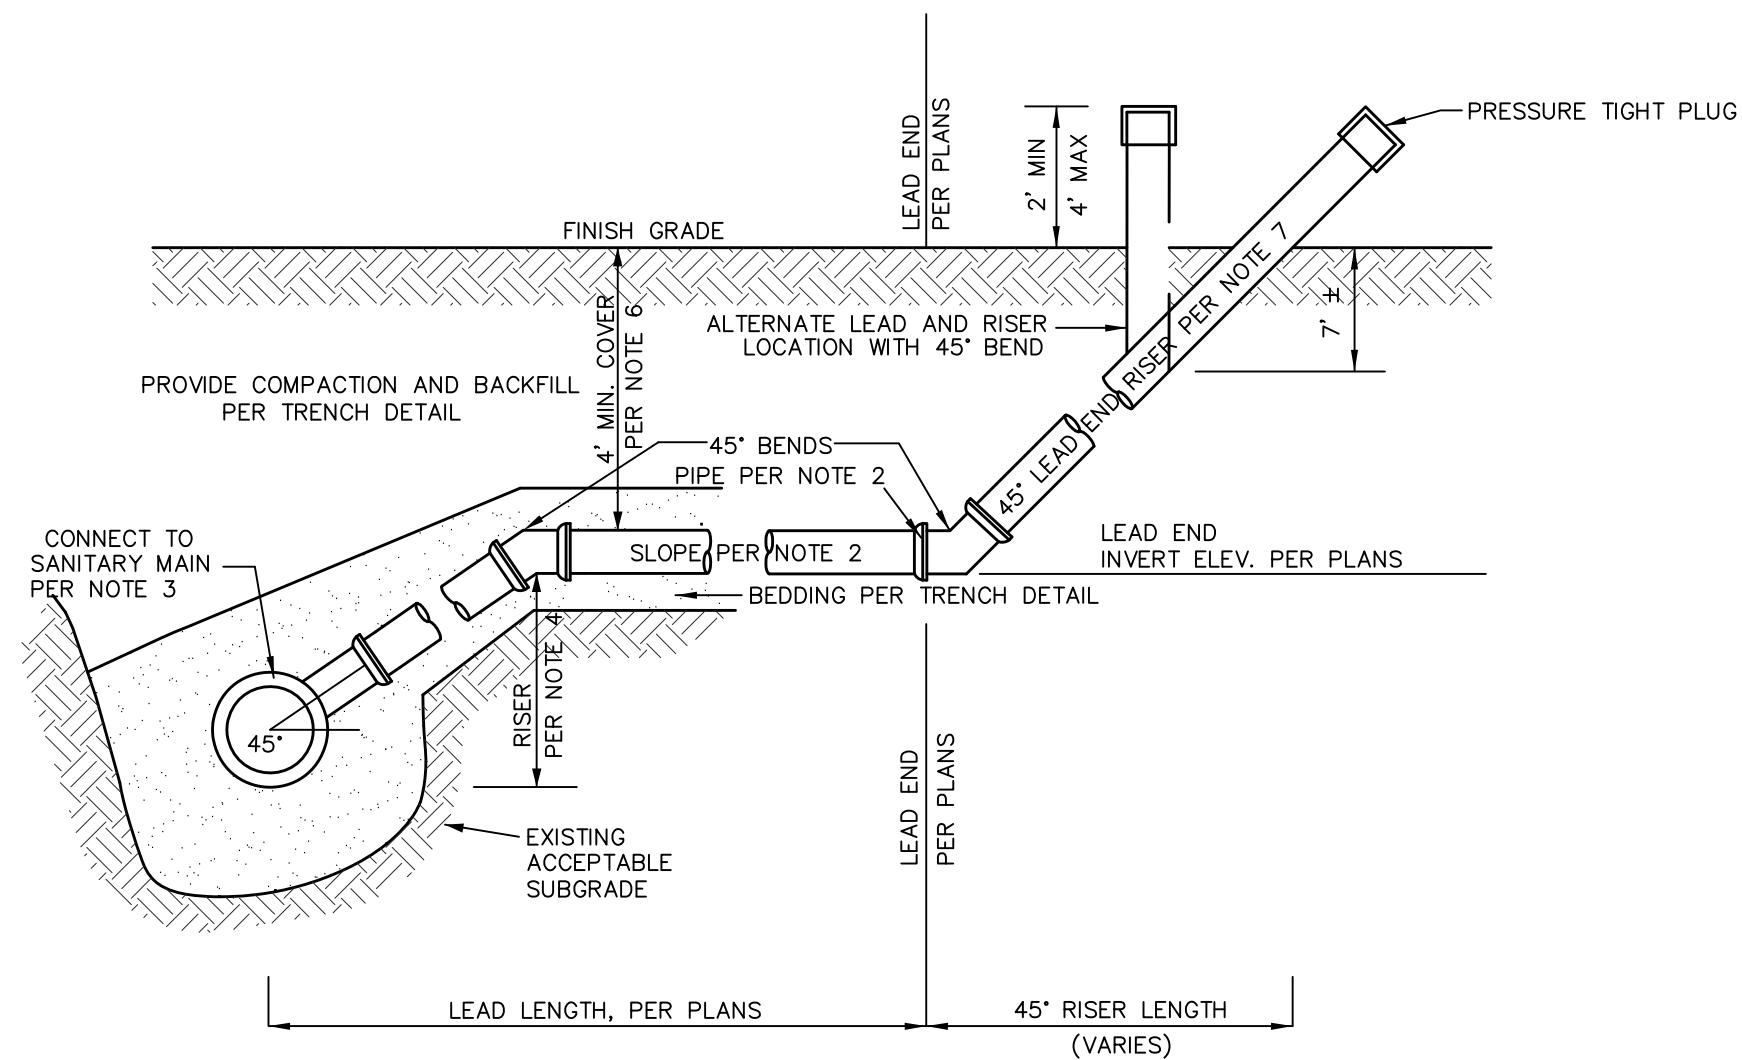 LEAD END
PER PLANS
2' MIN
4' MAX
PRESSURE TIGHT PLUG
FINISH GRADE
RISER PER NOTE 7
7' ±
ALTERNATE LEAD AND RISER
LOCATION WITH 45° BEND
4' MIN. COVER
PER NOTE 6
PROVIDE COMPACTION AND BACKFILL
PER TRENCH DETAIL
45° BENDS
PIPE PER NOTE 2
45° LEAD END
CONNECT TO
SANITARY MAIN
PER NOTE 3
SLOPE PER NOTE 2
LEAD END
INVERT ELEV. PER PLANS
BEDDING PER TRENCH DETAIL
RISER
PER NOTE 4
45°
LEAD END
PER PLANS
EXISTING
ACCEPTABLE
SUBGRADE
LEAD LENGTH, PER PLANS
45° RISER LENGTH
(VARIES)